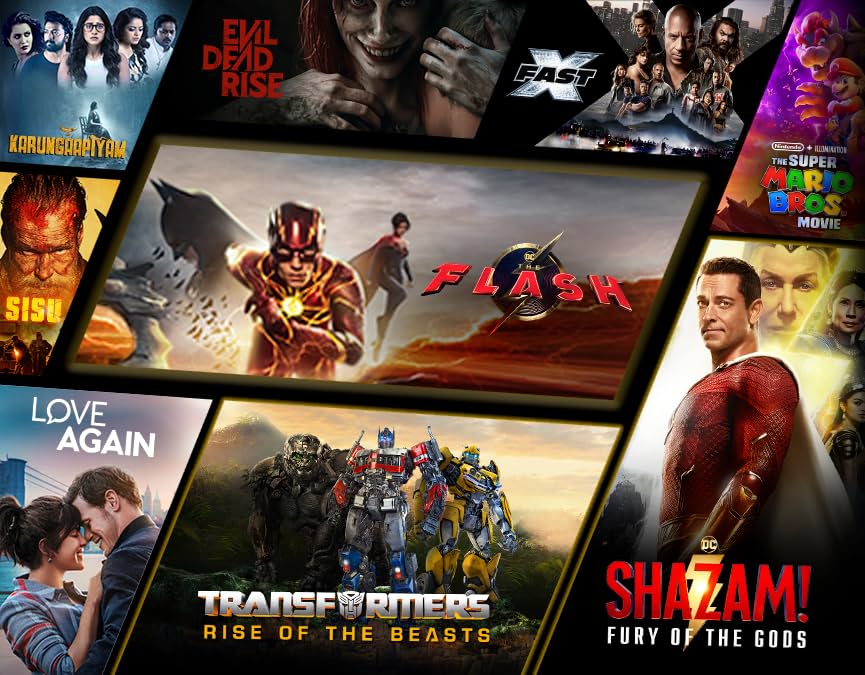 KARUNGAAPIYAM
EVIL
DEAD
RISE
FAST X
Nintendo + ILLUMINATION
THE SUPER
MARIO
BROS.
MOVIE
SISU
DC
THE
FLASH
LOVE
AGAIN
TRANSFORMERS
RISE OF THE BEASTS
DC
SHAZAM!
FURY OF THE GODS